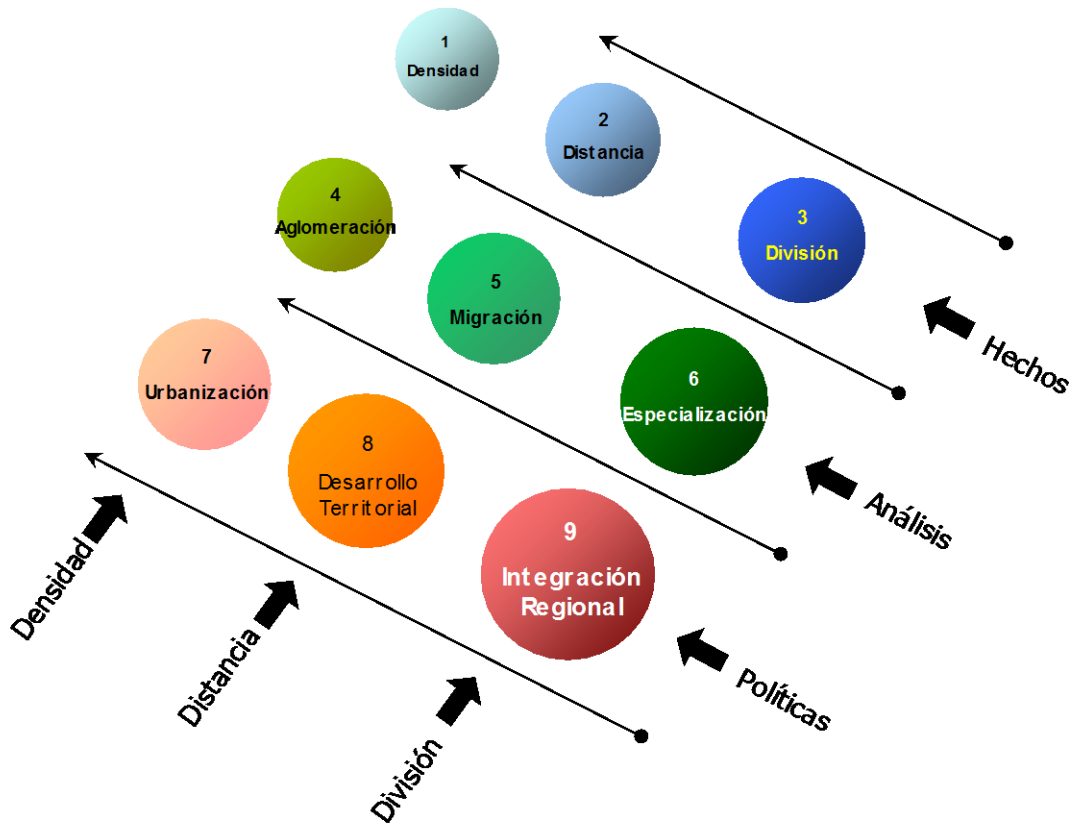 1
Densidad
2
Distancia
3
División
4
Aglomeración
5
Migración
6
Especialización
7
Urbanización
8
Desarrollo
Territorial
9
Integración
Regional
Hechos
Análisis
Políticas
Densidad
Distancia
División